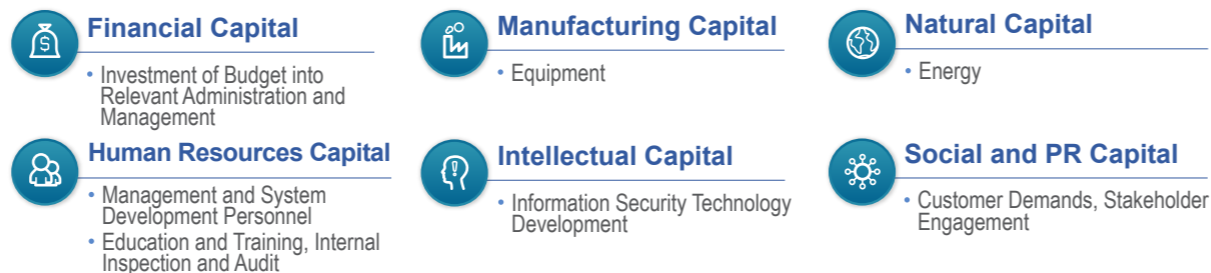 Financial Capital
• Investment of Budget into
Relevant Administration and
Management
Manufacturing Capital
• Equipment
Natural Capital
• Energy
Human Resources Capital
• Management and System
Development Personnel
• Education and Training, Internal
Inspection and Audit
Intellectual Capital
• Information Security Technology
Development
Social and PR Capital
• Customer Demands, Stakeholder
Engagement